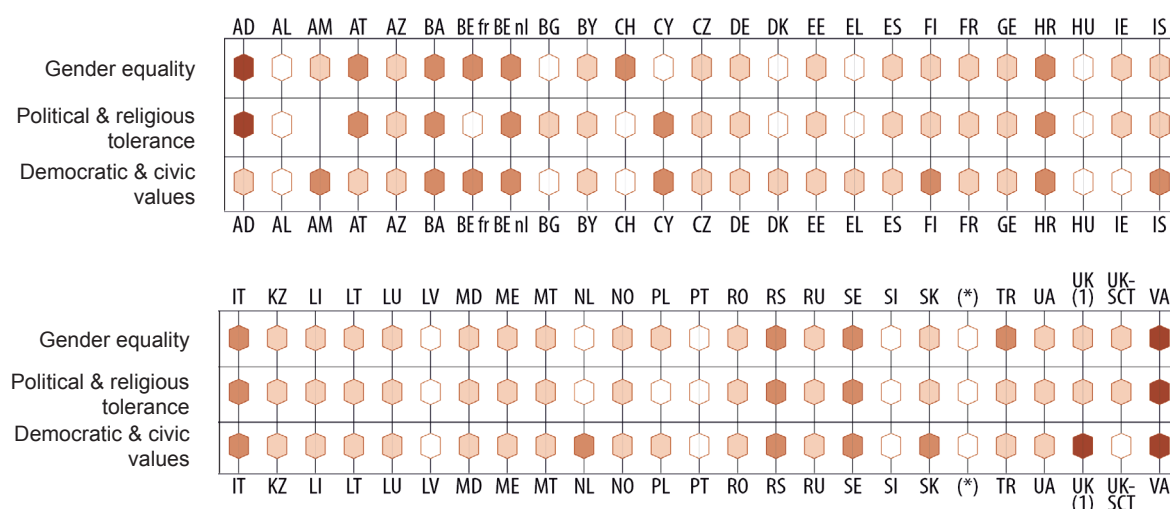 AD AL AM AT AZ BA BE fr BE nl BG BY CH CY CZ DE DK EE EL ES FI FR GE HR HU IE IS
Gender equality
Political & religious
tolerance
Democratic & civic
values
AD AL AM AT AZ BA BE fr BE nl BG BY CH CY CZ DE DK EE EL ES FI FR GE HR HU IE IS
IT KZ LI LT LU LV MD ME MT NL NO PL PT RO RS RU SE SI SK (*) TR UA UK (1) UK-SCT VA
Gender equality
Political & religious
tolerance
Democratic & civic
values
IT KZ LI LT LU LV MD ME MT NL NO PL PT RO RS RU SE SI SK (*) TR UA UK (1) UK-SCT VA